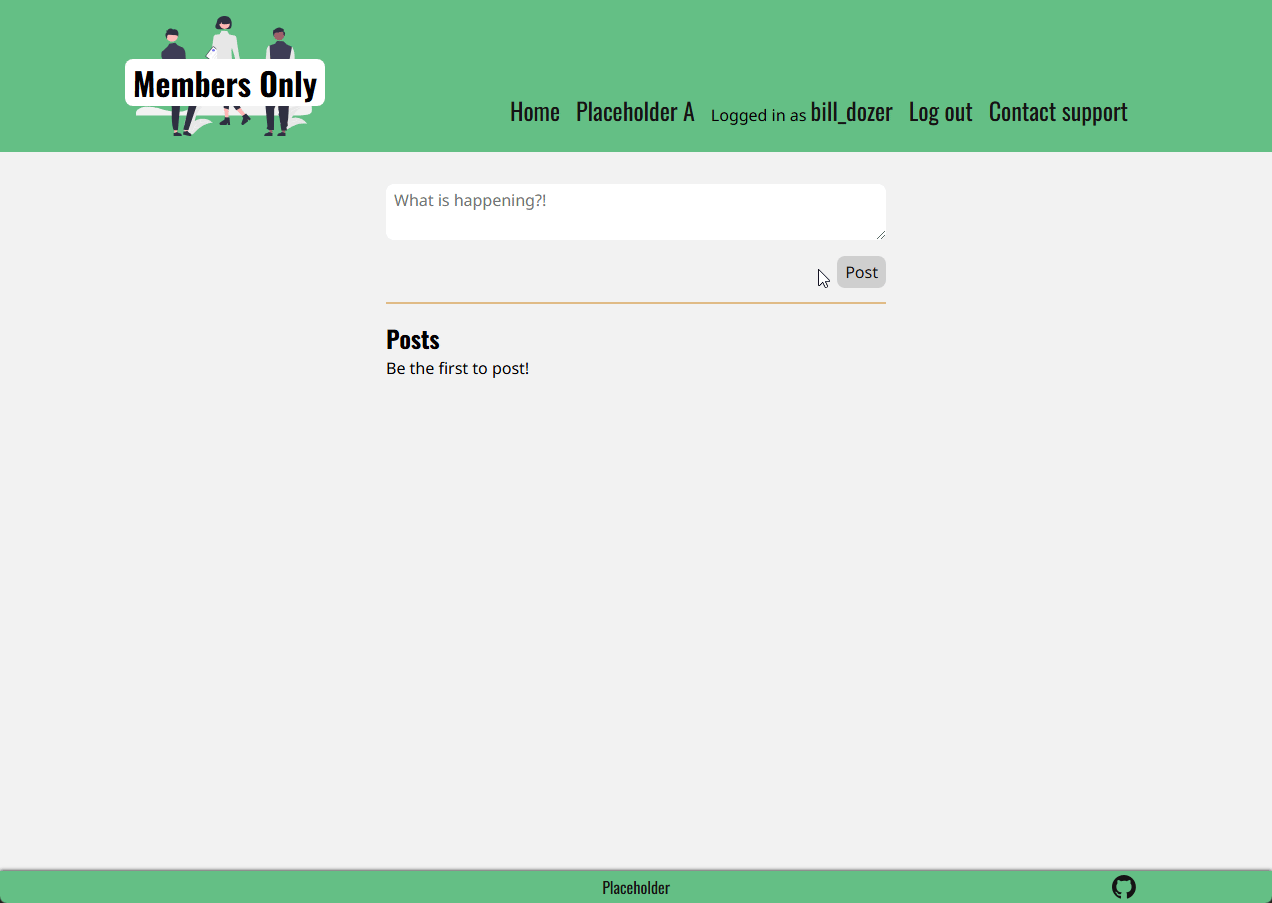 Members Only
Home Placeholder A Logged in as bill_dozer Log out Contact support
What is happening?!
Post
Posts
Be the first to post!
Placeholder